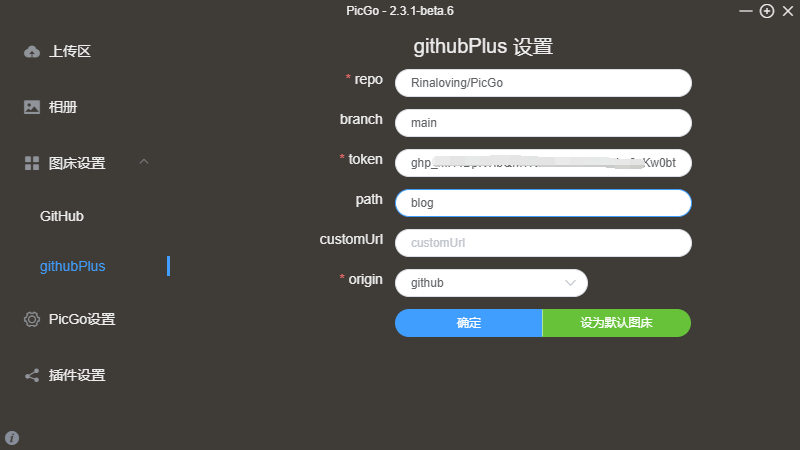 PicGo - 2.3.1-beta.6
上传区
相册
图床设置
GitHub
githubPlus
PicGo设置
插件设置
githubPlus 设置
* repo Rinaloving/PicGo
branch main
* token ghp_ Kw0bt
path blog
customUrl customUrl
* origin github
确定 设为默认图床